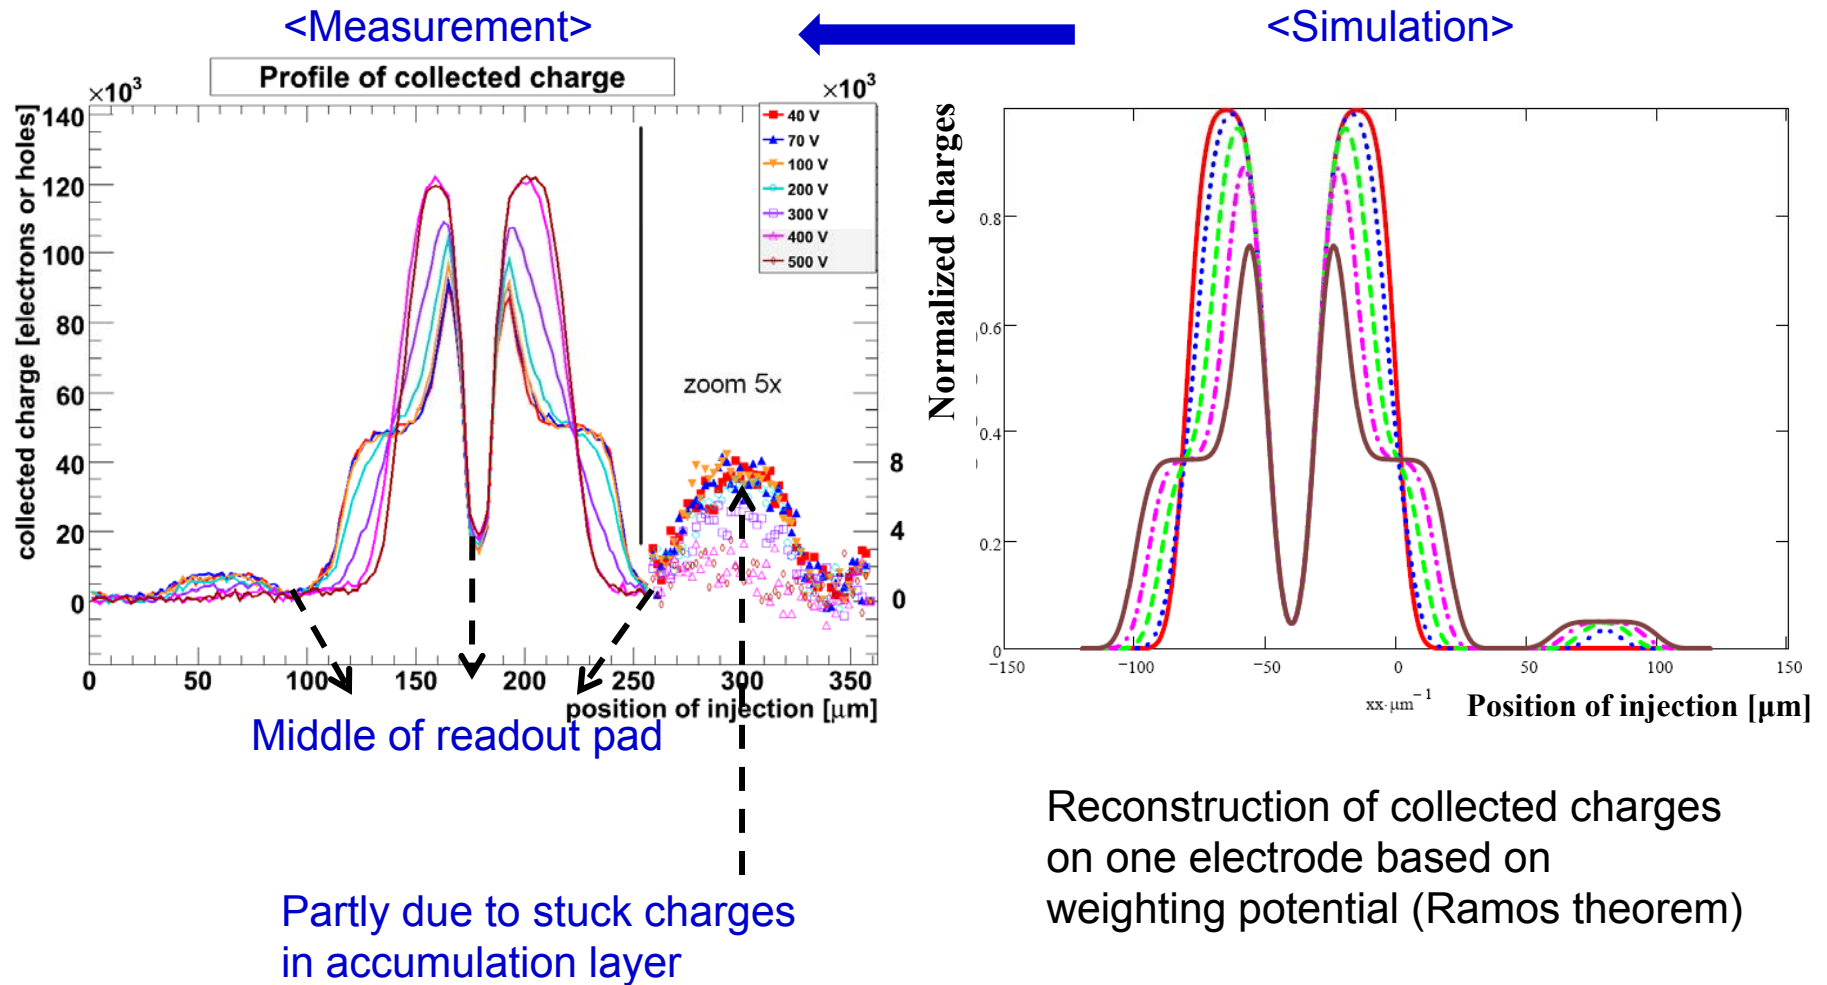 <Measurement>
<Simulation>
Profile of collected charge
×10³
×10³
collected charge [electrons or holes]
140
120
100
80
60
40
20
0
40 V
70 V
100 V
200 V
300 V
400 V
500 V
zoom 5x
8
4
0
0 50 100 150 200 250 300 350
position of injection [μm]
Middle of readout pad
Partly due to stuck charges
in accumulation layer
Normalized charges
0.8
0.6
0.4
0.2
0
−150 −100 −50 0 50 100 150
xx·μm⁻¹
Position of injection [μm]
Reconstruction of collected charges
on one electrode based on
weighting potential (Ramos theorem)